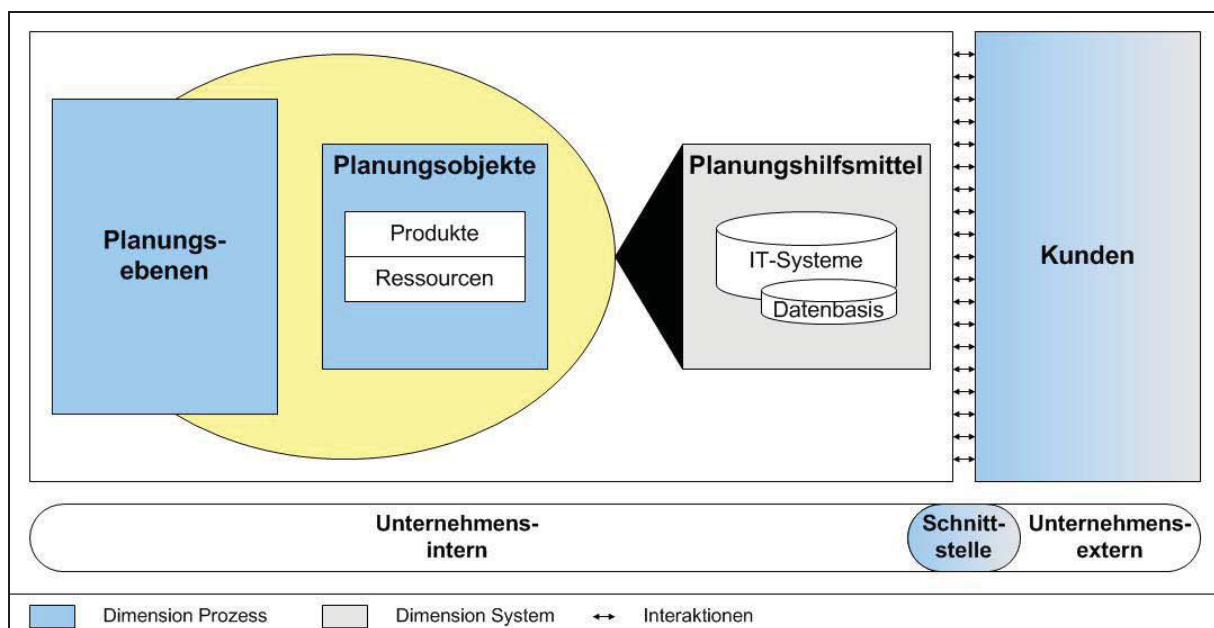 Planungs-
ebenen
Planungsobjekte
Produkte
Ressourcen
Planungshilfsmittel
IT-Systeme
Datenbasis
Kunden
Unternehmens-
intern
Schnitt-
stelle
Unternehmens-
extern
Dimension Prozess
Dimension System
Interaktionen